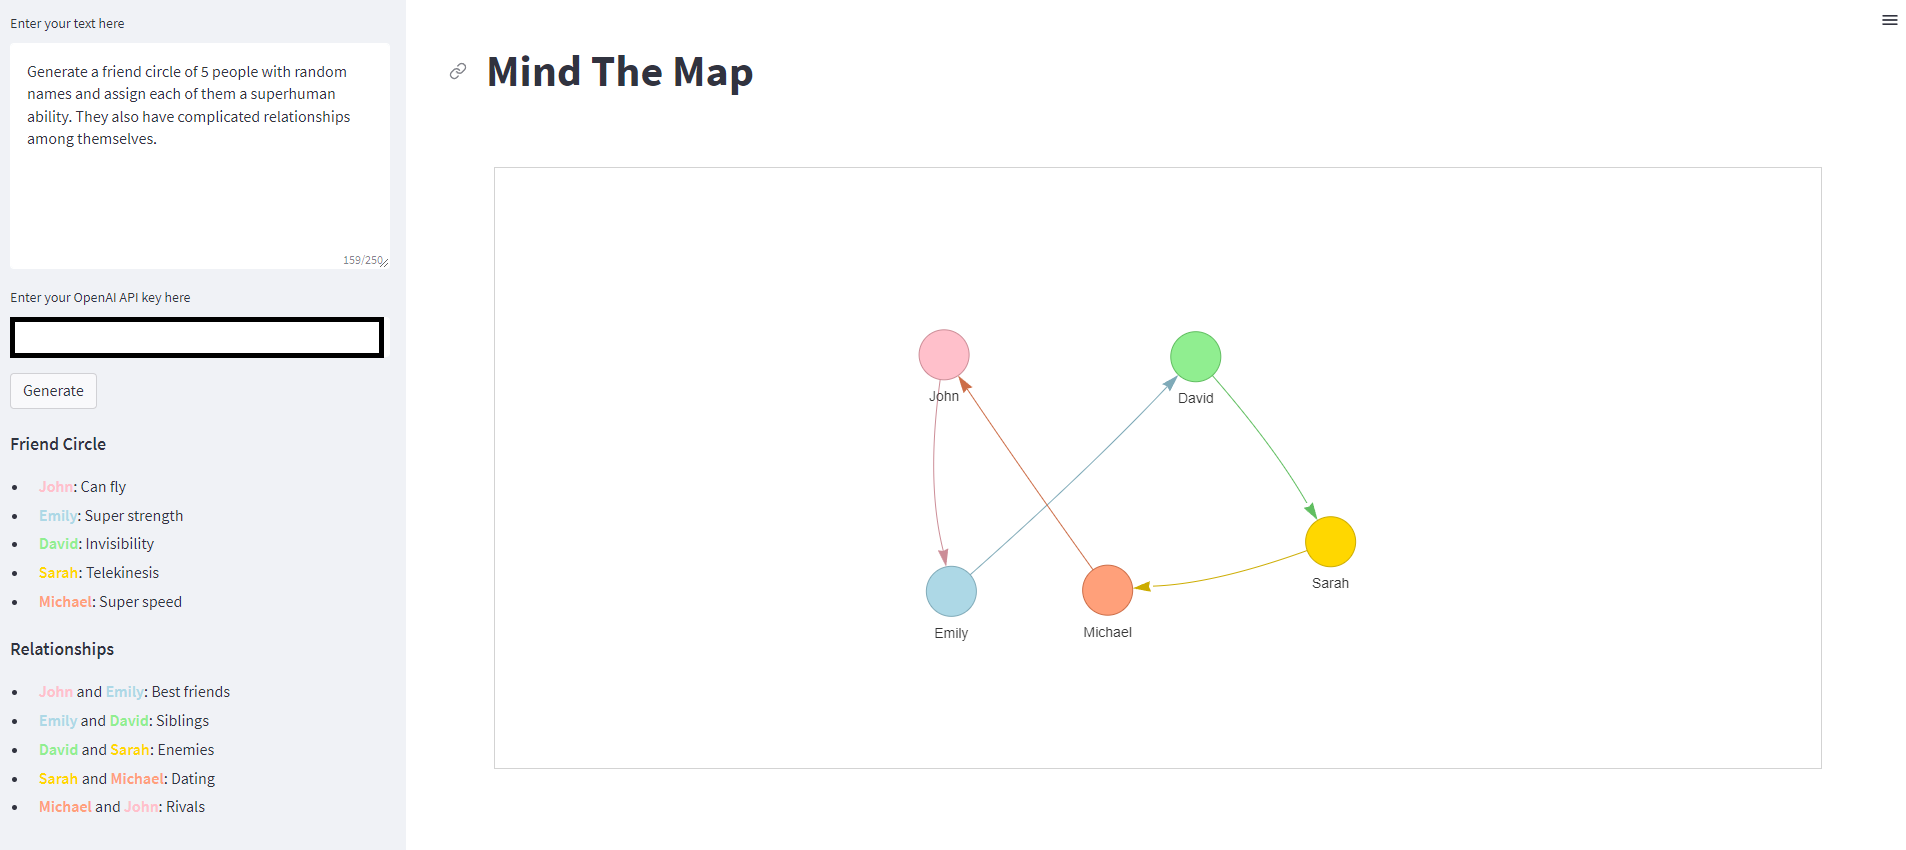 Enter your text here
Generate a friend circle of 5 people with random
names and assign each of them a superhuman
ability. They also have complicated relationships
among themselves.
159/250
Enter your OpenAI API key here
Generate
Friend Circle
John: Can fly
Emily: Super strength
David: Invisibility
Sarah: Telekinesis
Michael: Super speed
Relationships
John and Emily: Best friends
Emily and David: Siblings
David and Sarah: Enemies
Sarah and Michael: Dating
Michael and John: Rivals
Mind The Map
John
David
Sarah
Emily
Michael